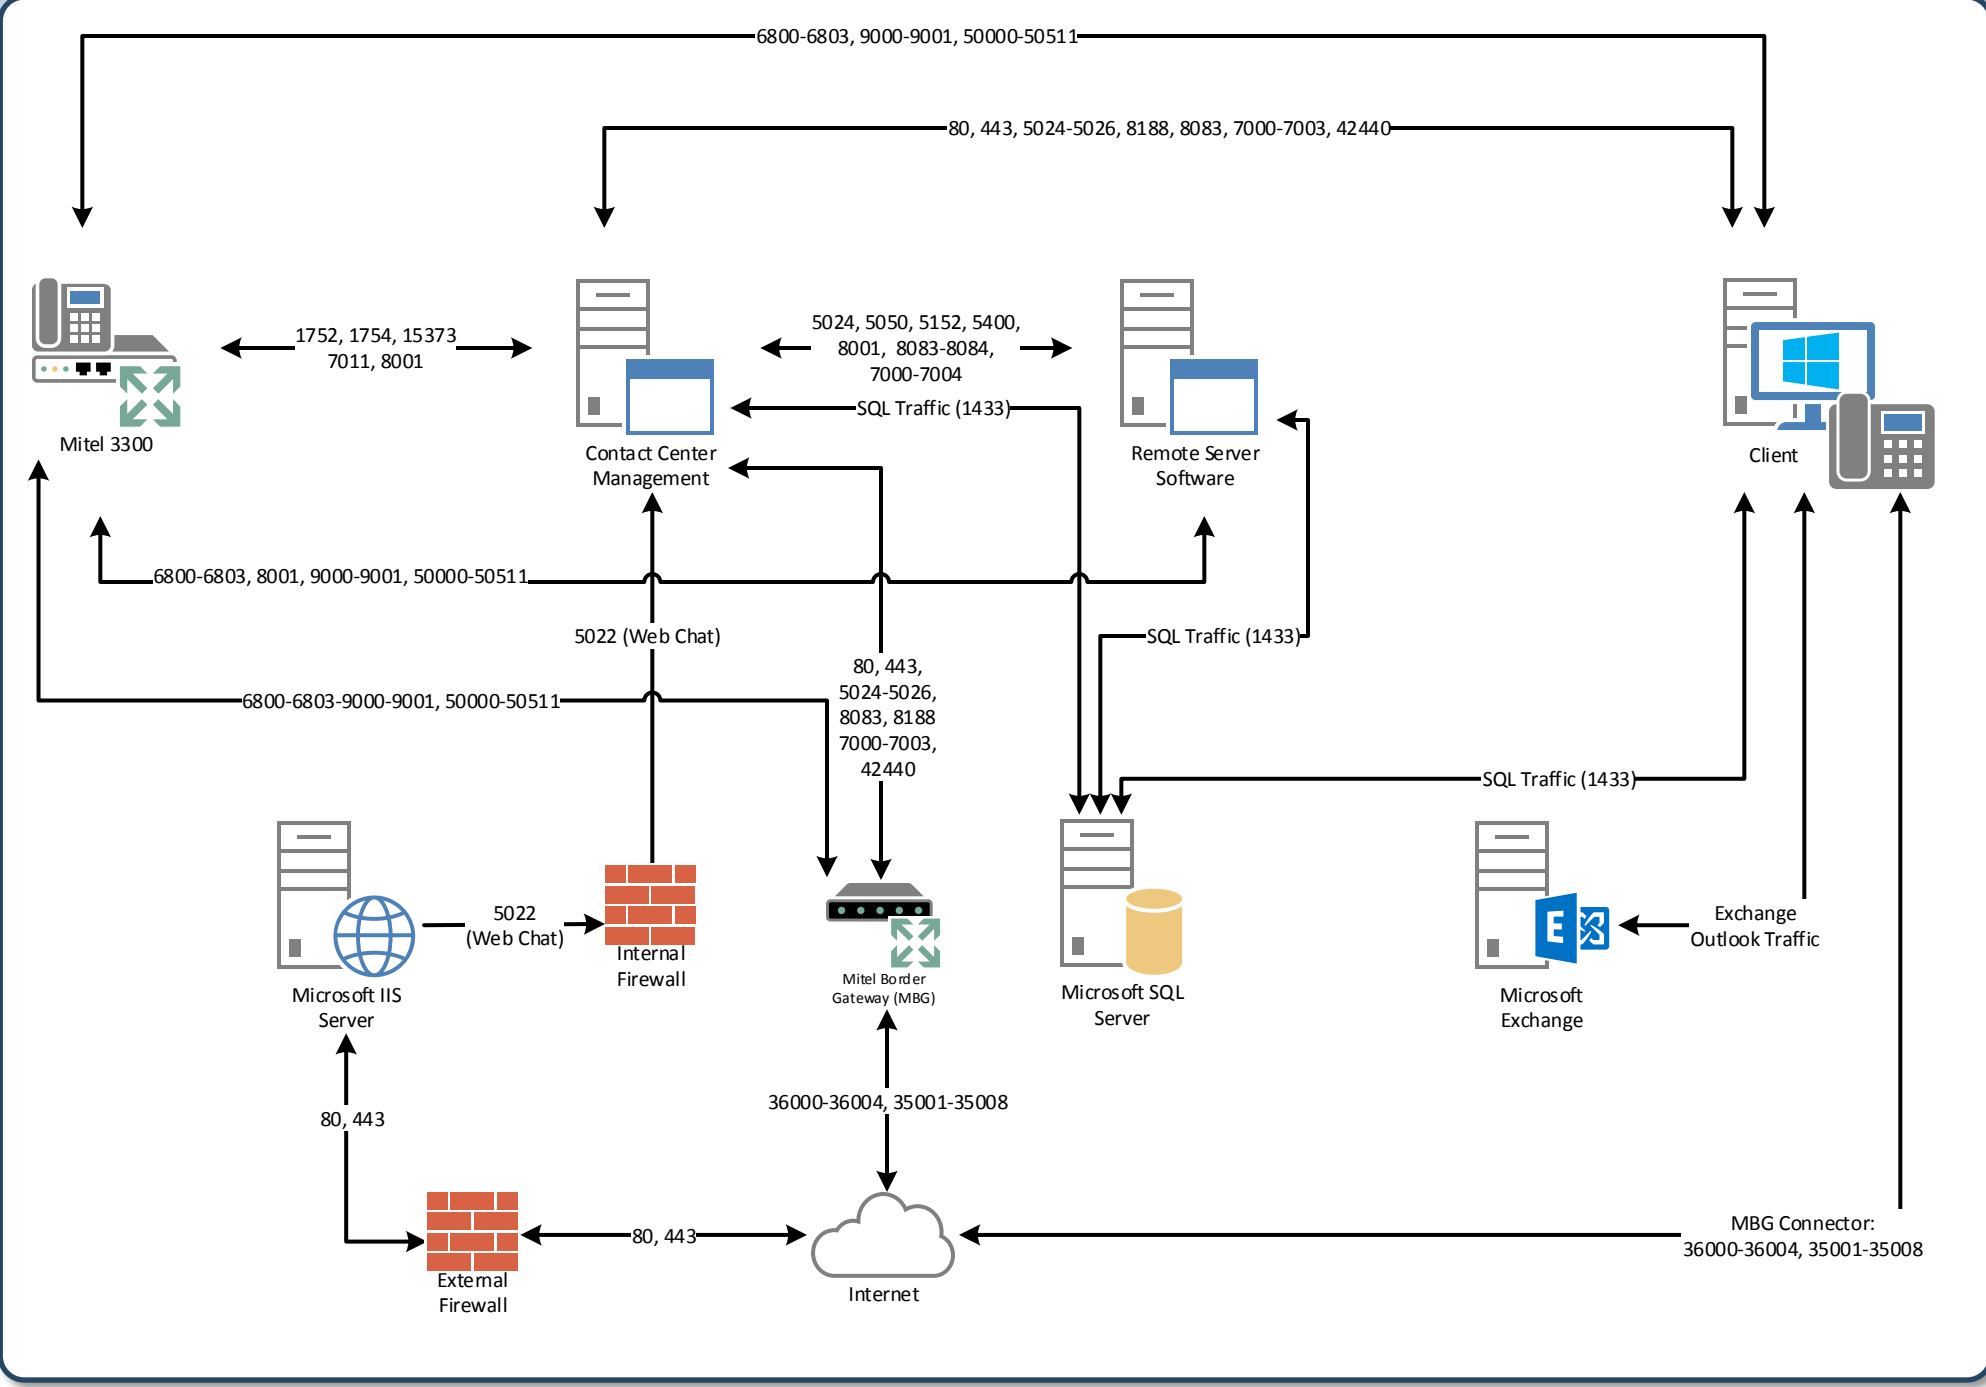 6800-6803, 9000-9001, 50000-50511
80, 443, 5024-5026, 8188, 8083, 7000-7003, 42440
1752, 1754, 15373
7011, 8001
5024, 5050, 5152, 5400,
8001, 8083-8084,
7000-7004
SQL Traffic (1433)
Mitel 3300
Contact Center
Management
Remote Server
Software
Client
6800-6803, 8001, 9000-9001, 50000-50511
5022 (Web Chat)
SQL Traffic (1433)
80, 443,
5024-5026,
8083, 8188
7000-7003,
42440
6800-6803-9000-9001, 50000-50511
SQL Traffic (1433)
5022
(Web Chat)
E
Exchange
Outlook Traffic
Internal
Firewall
Mitel Border
Gateway (MBG)
Microsoft IIS
Server
Microsoft SQL
Server
Microsoft
Exchange
80, 443
36000-36004, 35001-35008
80, 443
MBG Connector:
36000-36004, 35001-35008
External
Firewall
Internet